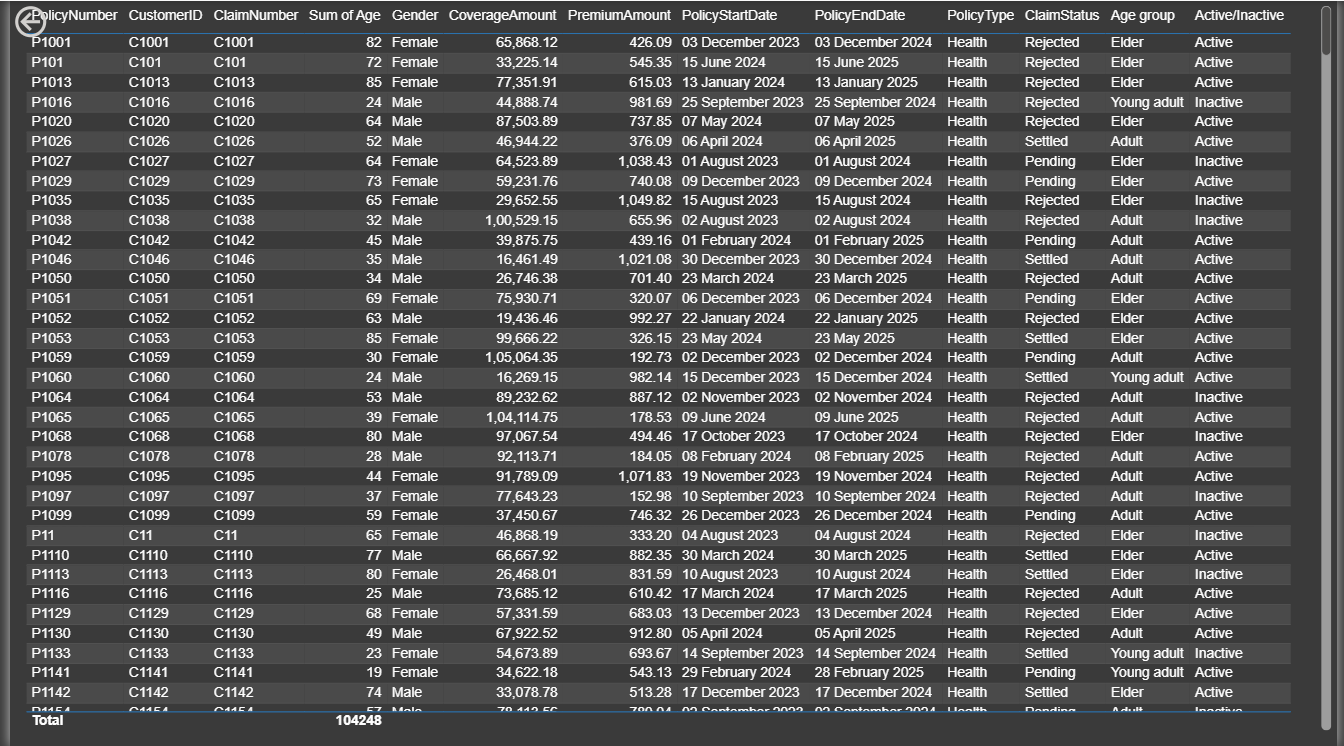 PolicyNumber CustomerID ClaimNumber Sum of Age Gender CoverageAmount PremiumAmount PolicyStartDate PolicyEndDate PolicyType ClaimStatus Age group Active/Inactive
P1001 C1001 C1001 82 Female 65,868.12 426.09 03 December 2023 03 December 2024 Health Rejected Elder Active
P101 C101 C101 72 Female 33,225.14 545.35 15 June 2024 15 June 2025 Health Rejected Elder Active
P1013 C1013 C1013 85 Female 77,351.91 615.03 13 January 2024 13 January 2025 Health Rejected Elder Active
P1016 C1016 C1016 24 Male 44,888.74 981.69 25 September 2023 25 September 2024 Health Rejected Young adult Inactive
P1020 C1020 C1020 64 Male 87,503.89 737.85 07 May 2024 07 May 2025 Health Rejected Elder Active
P1026 C1026 C1026 52 Male 46,944.22 376.09 06 April 2024 06 April 2025 Health Settled Adult Active
P1027 C1027 C1027 64 Female 64,523.89 1,038.43 01 August 2023 01 August 2024 Health Pending Elder Inactive
P1029 C1029 C1029 73 Female 59,231.76 740.08 09 December 2023 09 December 2024 Health Pending Elder Active
P1035 C1035 C1035 65 Female 29,652.55 1,049.82 15 August 2023 15 August 2024 Health Rejected Elder Inactive
P1038 C1038 C1038 32 Male 1,00,529.15 655.96 02 August 2023 02 August 2024 Health Rejected Adult Inactive
P1042 C1042 C1042 45 Male 39,875.75 439.16 01 February 2024 01 February 2025 Health Pending Adult Active
P1046 C1046 C1046 35 Male 16,461.49 1,021.08 30 December 2023 30 December 2024 Health Settled Adult Active
P1050 C1050 C1050 34 Male 26,746.38 701.40 23 March 2024 23 March 2025 Health Rejected Adult Active
P1051 C1051 C1051 69 Female 75,930.71 320.07 06 December 2023 06 December 2024 Health Pending Elder Active
P1052 C1052 C1052 63 Male 19,436.46 992.27 22 January 2024 22 January 2025 Health Rejected Elder Active
P1053 C1053 C1053 85 Female 99,666.22 326.15 23 May 2024 23 May 2025 Health Settled Elder Active
P1059 C1059 C1059 30 Female 1,05,064.35 192.73 02 December 2023 02 December 2024 Health Pending Adult Active
P1060 C1060 C1060 24 Male 16,269.15 982.14 15 December 2023 15 December 2024 Health Settled Young adult Active
P1064 C1064 C1064 53 Male 89,232.62 887.12 02 November 2023 02 November 2024 Health Rejected Adult Inactive
P1065 C1065 C1065 39 Female 1,04,114.75 178.53 09 June 2024 09 June 2025 Health Rejected Adult Active
P1068 C1068 C1068 80 Male 97,067.54 494.46 17 October 2023 17 October 2024 Health Rejected Elder Inactive
P1078 C1078 C1078 28 Male 92,113.71 184.05 08 February 2024 08 February 2025 Health Rejected Adult Active
P1095 C1095 C1095 44 Female 91,789.09 1,071.83 19 November 2023 19 November 2024 Health Rejected Adult Active
P1097 C1097 C1097 37 Female 77,643.23 152.98 10 September 2023 10 September 2024 Health Rejected Adult Inactive
P1099 C1099 C1099 59 Female 37,450.67 746.32 26 December 2023 26 December 2024 Health Pending Adult Active
P11 C11 C11 65 Female 46,868.19 333.20 04 August 2023 04 August 2024 Health Rejected Elder Inactive
P1110 C1110 C1110 77 Male 66,667.92 882.35 30 March 2024 30 March 2025 Health Settled Elder Active
P1113 C1113 C1113 80 Female 26,468.01 831.59 10 August 2023 10 August 2024 Health Settled Elder Inactive
P1116 C1116 C1116 25 Male 73,685.12 610.42 17 March 2024 17 March 2025 Health Rejected Adult Active
P1129 C1129 C1129 68 Female 57,331.59 683.03 13 December 2023 13 December 2024 Health Rejected Elder Active
P1130 C1130 C1130 49 Male 67,922.52 912.80 05 April 2024 05 April 2025 Health Rejected Adult Active
P1133 C1133 C1133 23 Female 54,673.89 693.67 14 September 2023 14 September 2024 Health Settled Young adult Inactive
P1141 C1141 C1141 19 Female 34,622.18 543.13 29 February 2024 28 February 2025 Health Pending Young adult Active
P1142 C1142 C1142 74 Male 33,078.78 513.28 17 December 2023 17 December 2024 Health Settled Elder Active
Total 104248